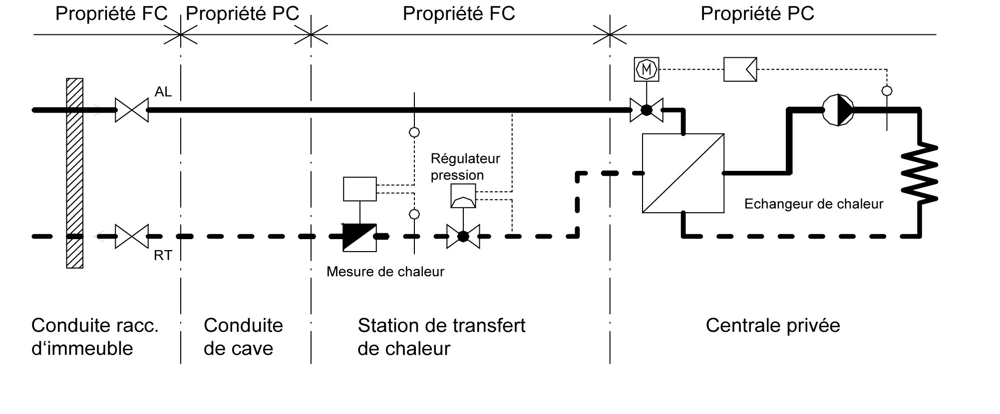 Propriété FC
Propriété PC
Propriété FC
Propriété PC
M
AL
Régulateur
pression
Echangeur de chaleur
RT
Mesure de chaleur
Conduite racc.
d‘immeuble
Conduite
de cave
Station de transfert
de chaleur
Centrale privée